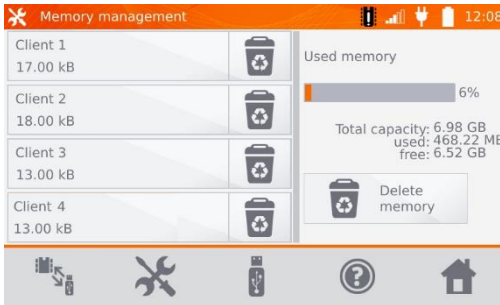 Memory management
12:08
Client 1
17.00 kB
Client 2
18.00 kB
Client 3
13.00 kB
Client 4
13.00 kB
Used memory
6%
Total capacity: 6.98 GB
used: 468.22 MB
free: 6.52 GB
Delete
memory